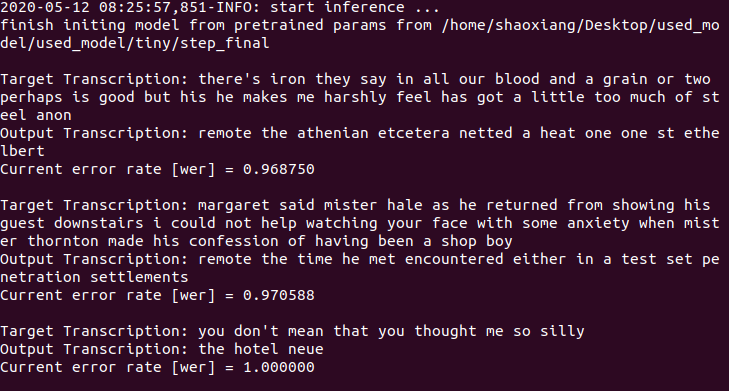 2020-05-12 08:25:57,851-INFO: start inference ...
finish initing model from pretrained params from /home/shaoxiang/Desktop/used_mo
del/used_model/tiny/step_final
Target Transcription: there's iron they say in all our blood and a grain or two
perhaps is good but his he makes me harshly feel has got a little too much of st
eel anon
Output Transcription: remote the athenian etcetera netted a heat one one st ethe
lbert
Current error rate [wer] = 0.968750
Target Transcription: margaret said mister hale as he returned from showing his
guest downstairs i could not help watching your face with some anxiety when mist
er thornton made his confession of having been a shop boy
Output Transcription: remote the time he met encountered either in a test set pe
netration settlements
Current error rate [wer] = 0.970588
Target Transcription: you don't mean that you thought me so silly
Output Transcription: the hotel neue
Current error rate [wer] = 1.000000